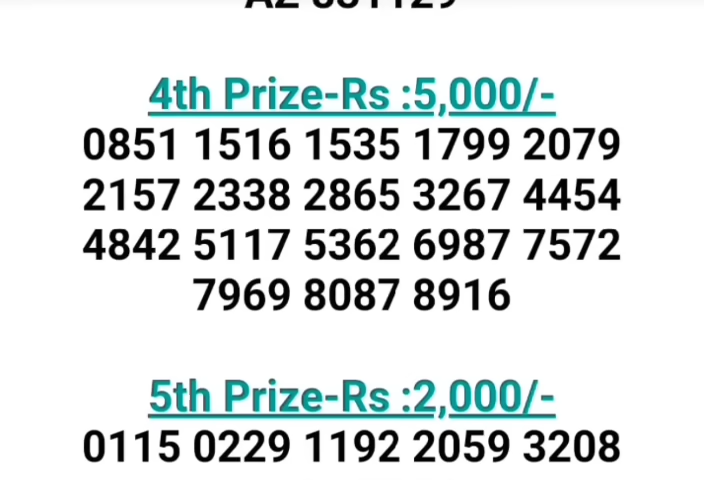 4th Prize-Rs :5,000/-
0851 1516 1535 1799 2079
2157 2338 2865 3267 4454
4842 5117 5362 6987 7572
7969 8087 8916
5th Prize-Rs :2,000/-
0115 0229 1192 2059 3208